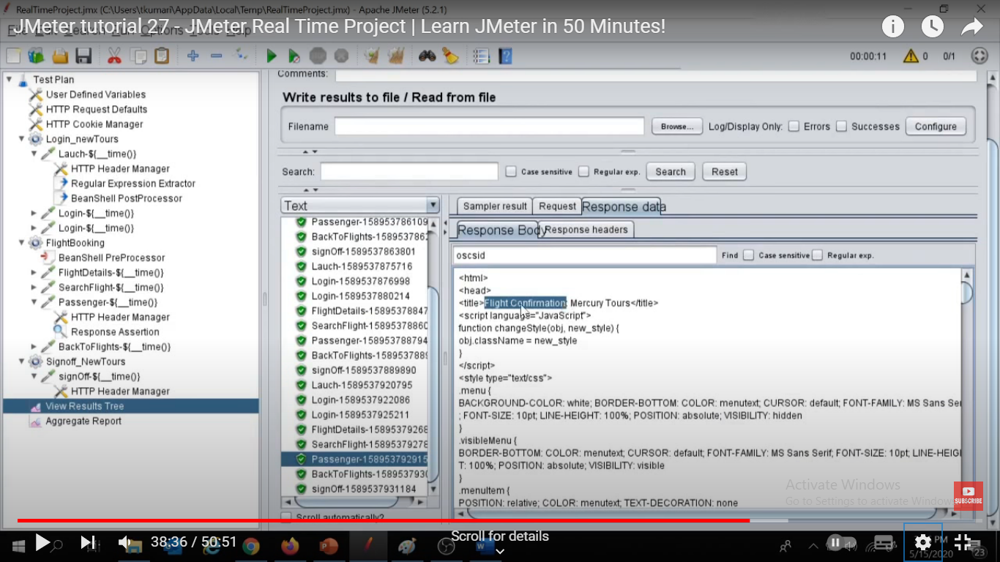 RealTimeProject.jmx (C:\Users\tkumari\AppData\Local\Temp\RealTimeProject.jmx) - Apache JMeter (5.2.1)
JMeter tutorial 27 - JMeter Real Time Project | Learn JMeter in 50 Minutes!
File Edit Search Run Options Tools Help
00:00:11
0
0/1
Test Plan
User Defined Variables
HTTP Request Defaults
HTTP Cookie Manager
Login_newTours
Lauch-${__time()}
HTTP Header Manager
Regular Expression Extractor
BeanShell PostProcessor
Login-${__time()}
Login-${__time()}
FlightBooking
BeanShell PreProcessor
FlightDetails-${__time()}
SearchFlight-${__time()}
Passenger-${__time()}
HTTP Header Manager
Response Assertion
BackToFlights-${__time()}
Signoff_NewTours
signOff-${__time()}
HTTP Header Manager
View Results Tree
Aggregate Report
Comments:
Write results to file / Read from file
Filename
Browse...
Log/Display Only:
Errors
Successes
Configure
Search:
Case sensitive
Regular exp.
Search
Reset
Text
Passenger-158953786109
BackToFlights-158953786
signOff-1589537863801
Lauch-1589537875716
Login-1589537876998
Login-1589537880214
FlightDetails-15895378847
SearchFlight-15895378860
Passenger-158953788794
BackToFlights-158953788
signOff-1589537889890
Lauch-1589537920795
Login-1589537922086
Login-1589537925211
FlightDetails-15895379268
SearchFlight-15895379278
Passenger-158953792915
BackToFlights-158953793
signOff-1589537931184
Scroll automatically?
Sampler result
Request
Response data
Response Body
Response headers
oscsid
Find
Case sensitive
Regular exp.
<html>
<head>
<title>Flight Confirmation: Mercury Tours</title>
<script language="JavaScript">
function changeStyle(obj, new_style) {
obj.className = new_style
}
</script>
<style type="text/css">
.menu {
BACKGROUND-COLOR: white; BORDER-BOTTOM: COLOR: menutext; CURSOR: default; FONT-FAMILY: MS Sans Ser
; FONT-SIZE: 10pt; LINE-HEIGHT: 100%; POSITION: absolute; VISIBILITY: hidden
}
.visibleMenu {
BORDER-BOTTOM: COLOR: menutext; CURSOR: default; FONT-FAMILY: MS Sans Serif; FONT-SIZE: 10pt; LINE-HEIGH
T: 100%; POSITION: absolute; VISIBILITY: visible
}
.menuItem {
POSITION: relative; COLOR: menutext; TEXT-DECORATION: none
Activate Windows
Go to Settings to activate Windows
SUBSCRIBE
38:36 / 50:51
Scroll for details
PM
5/15/2020
23